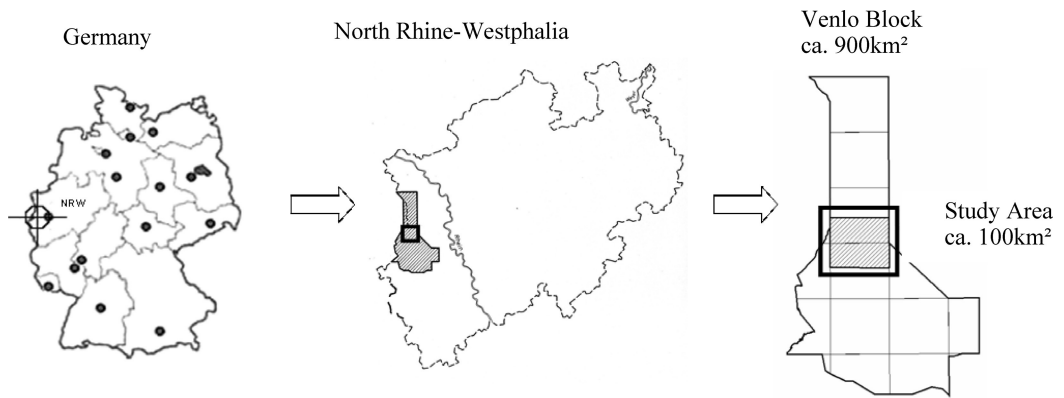 Germany
North Rhine-Westphalia
Venlo Block
ca. 900km²
NRW
Study Area
ca. 100km²